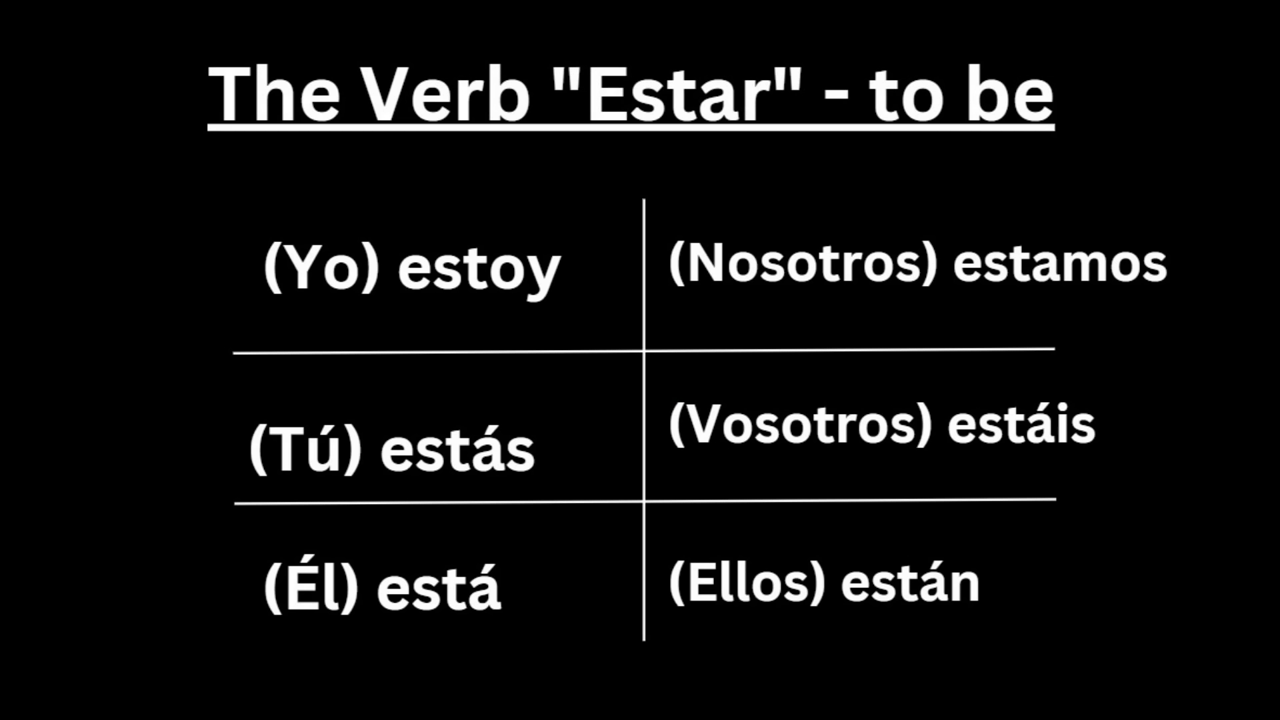 The Verb "Estar" - to be
(Yo) estoy
(Nosotros) estamos
(Tú) estás
(Vosotros) estáis
(Él) está
(Ellos) están